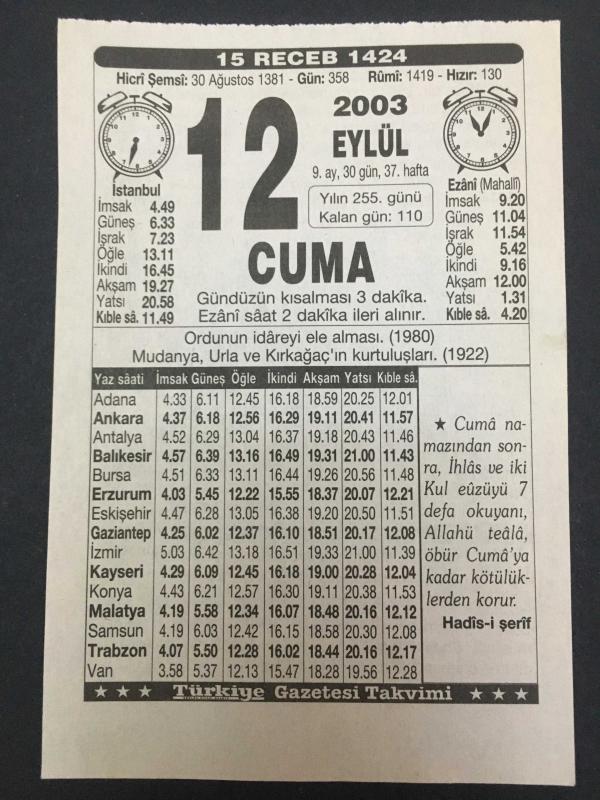 15 RECEB 1424
Hicrî Şemsî: 30 Ağustos 1381 - Gün: 358 Rûmî: 1419 - Hızır: 130
12
2003
EYLÜL
9. ay, 30 gün, 37. hafta
Yılın 255. günü
Kalan gün: 110
CUMA
İstanbul
İmsak 4.49
Güneş 6.33
İşrak 7.23
Öğle 13.11
İkindi 16.45
Akşam 19.27
Yatsı 20.58
Kıble sâ. 11.49
Ezânî (Mahallî)
İmsak 9.20
Güneş 11.04
İşrak 11.54
Öğle 5.42
İkindi 9.16
Akşam 12.00
Yatsı 1.31
Kıble sâ. 4.20
Gündüzün kısalması 3 dakîka.
Ezânî sâat 2 dakîka ileri alınır.
Ordunun idâreyi ele alması. (1980)
Mudanya, Urla ve Kırkağaç'ın kurtuluşları. (1922)
Yaz sâati İmsak Güneş Öğle İkindi Akşam Yatsı Kıble sâ.
Adana 4.33 6.11 12.45 16.18 18.59 20.25 12.01
Ankara 4.37 6.18 12.56 16.29 19.11 20.41 11.57
Antalya 4.52 6.29 13.04 16.37 19.18 20.43 11.46
Balıkesir 4.57 6.39 13.16 16.49 19.31 21.00 11.43
Bursa 4.51 6.33 13.11 16.44 19.26 20.56 11.48
Erzurum 4.03 5.45 12.22 15.55 18.37 20.07 12.21
Eskişehir 4.47 6.28 13.05 16.38 19.20 20.50 11.51
Gaziantep 4.25 6.02 12.37 16.10 18.51 20.17 12.08
İzmir 5.03 6.42 13.18 16.51 19.33 21.00 11.39
Kayseri 4.29 6.09 12.45 16.18 19.00 20.28 12.04
Konya 4.43 6.21 12.57 16.30 19.11 20.38 11.53
Malatya 4.19 5.58 12.34 16.07 18.48 20.16 12.12
Samsun 4.19 6.03 12.42 16.15 18.58 20.30 12.08
Trabzon 4.07 5.50 12.28 16.02 18.44 20.16 12.17
Van 3.58 5.37 12.13 15.47 18.28 19.56 12.28
★ Cumâ na-
mazından son-
ra, İhlâs ve iki
Kul eûzüyü 7
defa okuyanı,
Allahü teâlâ,
öbür Cumâ'ya
kadar kötülük-
lerden korur.
Hadîs-i şerîf
★ ★ ★ Türkiye Gazetesi Takvimi ★ ★ ★